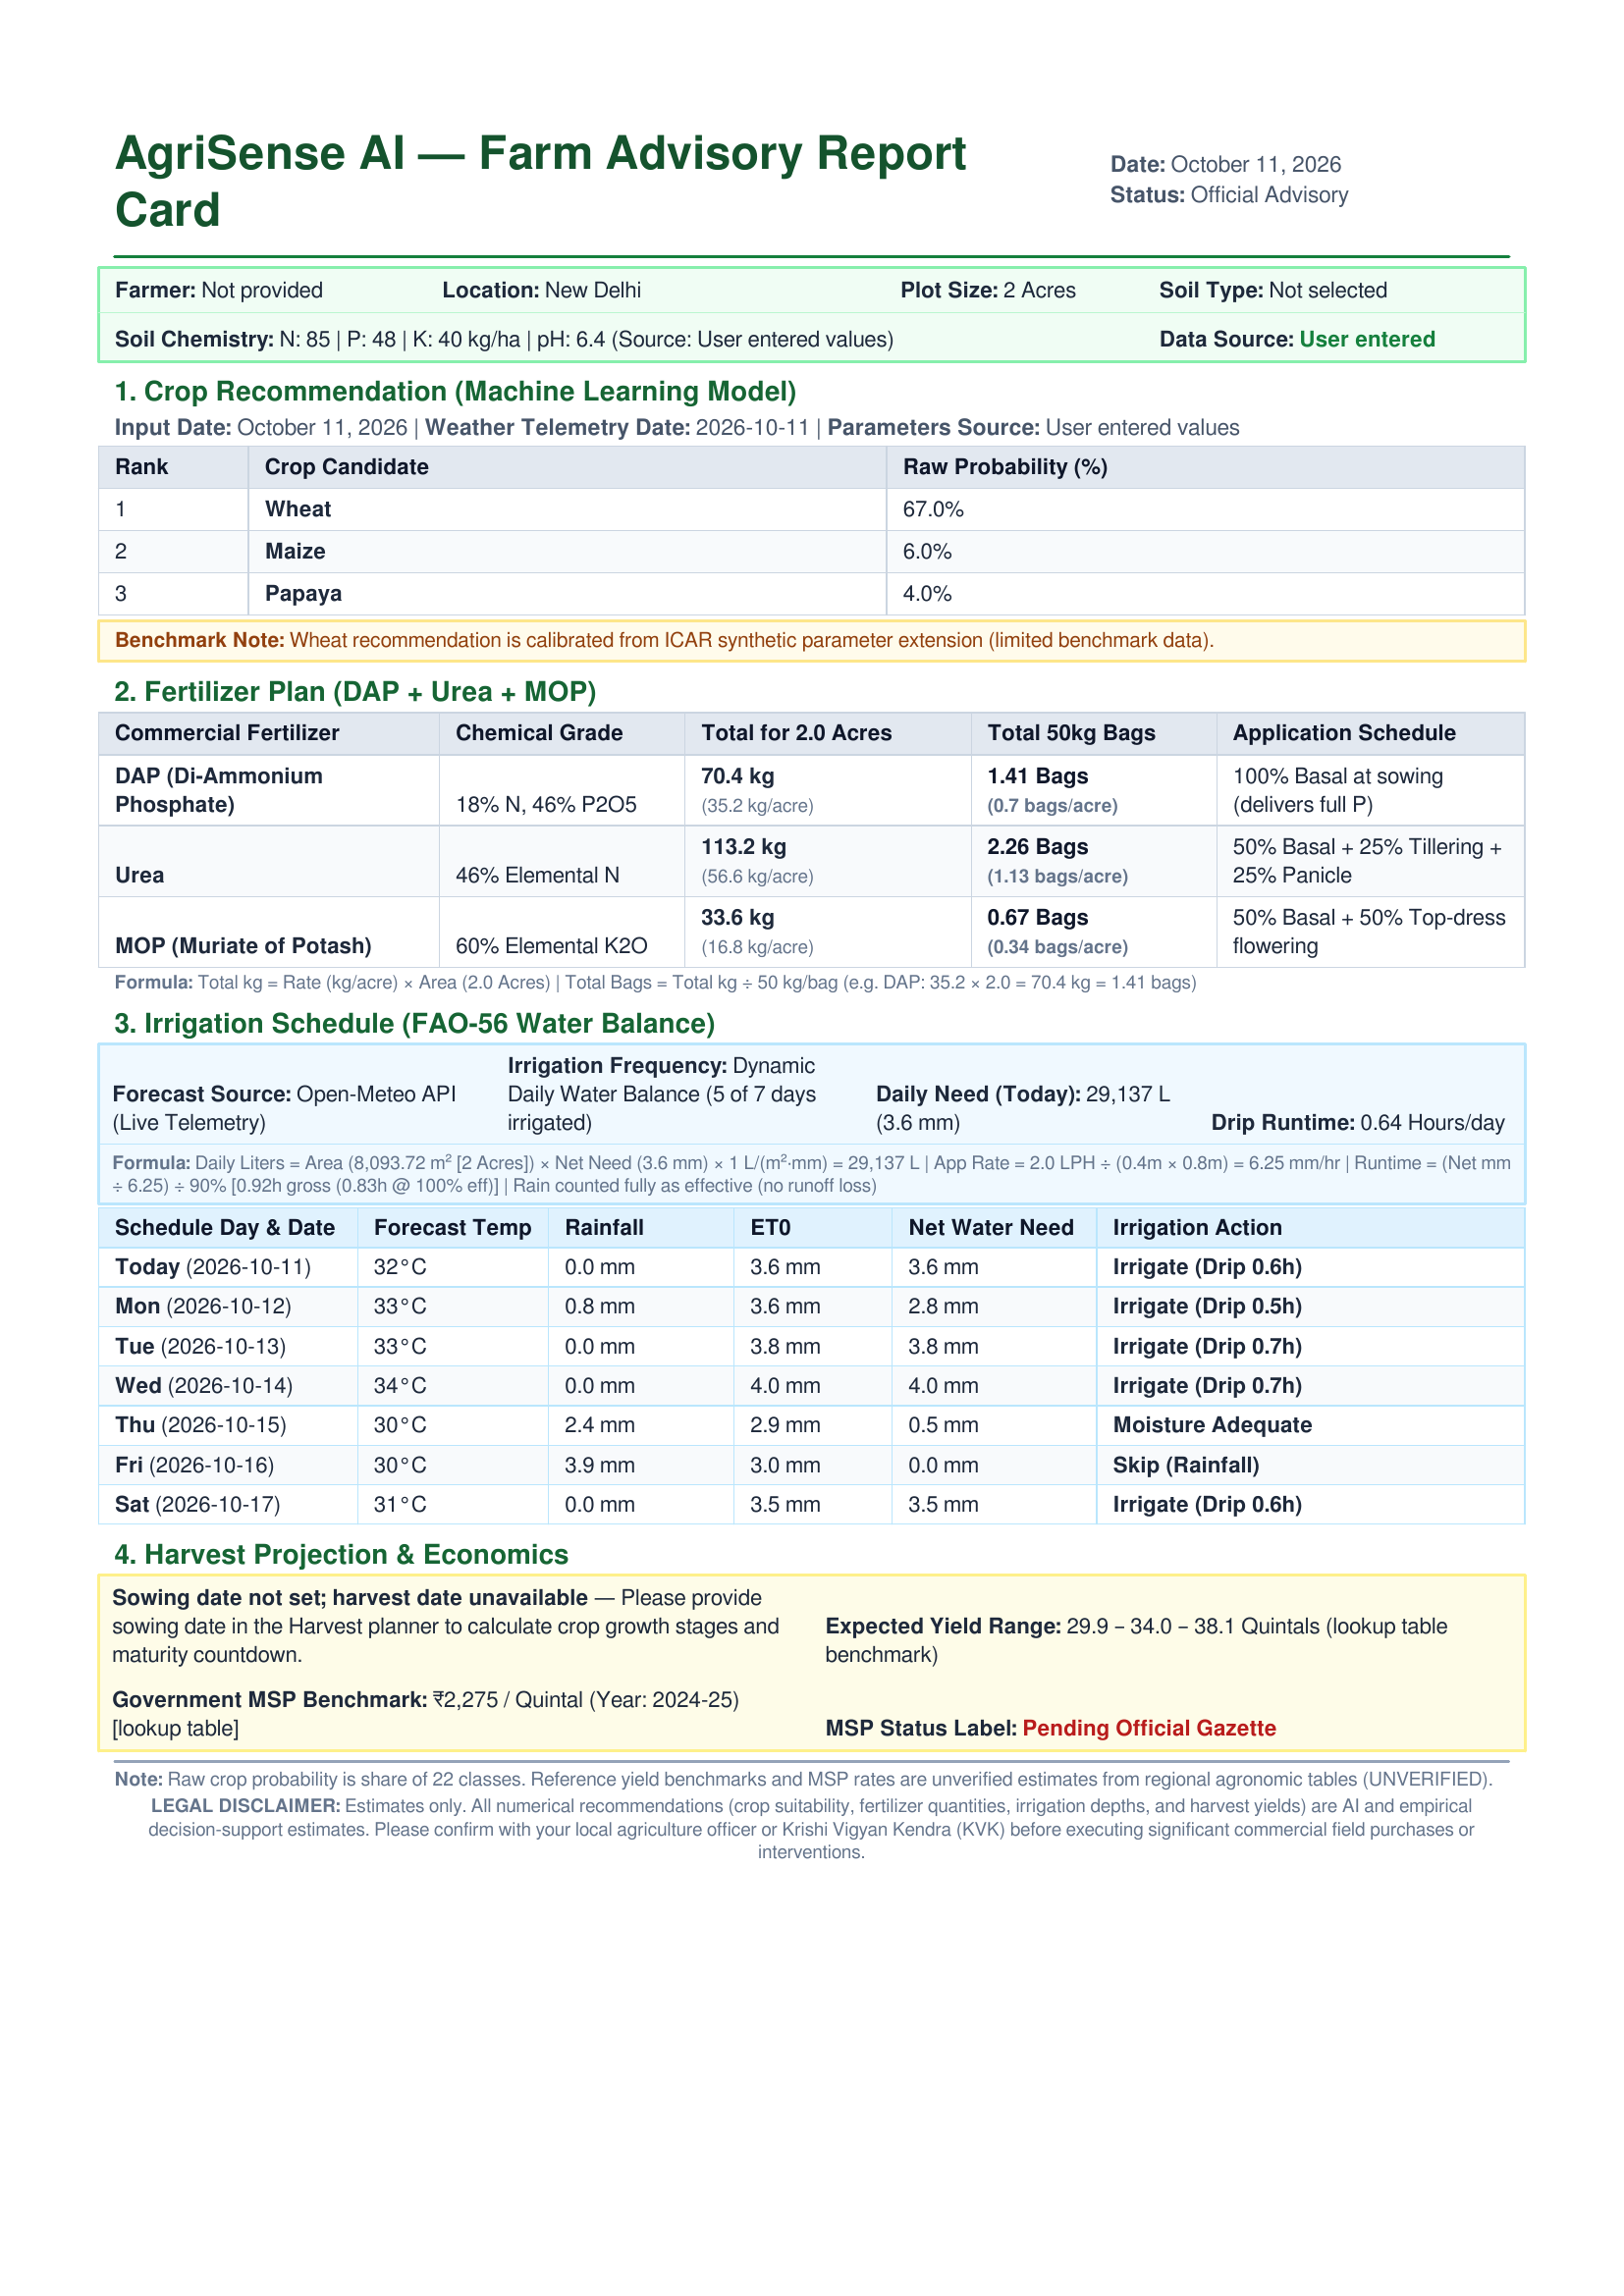 AgriSense AI — Farm Advisory Report
Card
Date: October 11, 2026
Status: Official Advisory
Farmer: Not provided Location: New Delhi Plot Size: 2 Acres Soil Type: Not selected
Soil Chemistry: N: 85 | P: 48 | K: 40 kg/ha | pH: 6.4 (Source: User entered values) Data Source: User entered
1. Crop Recommendation (Machine Learning Model)
Input Date: October 11, 2026 | Weather Telemetry Date: 2026-10-11 | Parameters Source: User entered values
Rank Crop Candidate Raw Probability (%)
1 Wheat 67.0%
2 Maize 6.0%
3 Papaya 4.0%
Benchmark Note: Wheat recommendation is calibrated from ICAR synthetic parameter extension (limited benchmark data).
2. Fertilizer Plan (DAP + Urea + MOP)
Commercial Fertilizer Chemical Grade Total for 2.0 Acres Total 50kg Bags Application Schedule
DAP (Di-Ammonium 70.4 kg 1.41 Bags 100% Basal at sowing
Phosphate) 18% N, 46% P2O5 (35.2 kg/acre) (0.7 bags/acre) (delivers full P)
113.2 kg 2.26 Bags 50% Basal + 25% Tillering +
Urea 46% Elemental N (56.6 kg/acre) (1.13 bags/acre) 25% Panicle
33.6 kg 0.67 Bags 50% Basal + 50% Top-dress
MOP (Muriate of Potash) 60% Elemental K2O (16.8 kg/acre) (0.34 bags/acre) flowering
Formula: Total kg = Rate (kg/acre) × Area (2.0 Acres) | Total Bags = Total kg ÷ 50 kg/bag (e.g. DAP: 35.2 × 2.0 = 70.4 kg = 1.41 bags)
3. Irrigation Schedule (FAO-56 Water Balance)
Forecast Source: Open-Meteo API
(Live Telemetry)
Irrigation Frequency: Dynamic
Daily Water Balance (5 of 7 days
irrigated)
Daily Need (Today): 29,137 L
(3.6 mm)
Drip Runtime: 0.64 Hours/day
Formula: Daily Liters = Area (8,093.72 m² [2 Acres]) × Net Need (3.6 mm) × 1 L/(m²·mm) = 29,137 L | App Rate = 2.0 LPH ÷ (0.4m × 0.8m) = 6.25 mm/hr | Runtime = (Net mm
÷ 6.25) ÷ 90% [0.92h gross (0.83h @ 100% eff)] | Rain counted fully as effective (no runoff loss)
Schedule Day & Date Forecast Temp Rainfall ET0 Net Water Need Irrigation Action
Today (2026-10-11) 32°C 0.0 mm 3.6 mm 3.6 mm Irrigate (Drip 0.6h)
Mon (2026-10-12) 33°C 0.8 mm 3.6 mm 2.8 mm Irrigate (Drip 0.5h)
Tue (2026-10-13) 33°C 0.0 mm 3.8 mm 3.8 mm Irrigate (Drip 0.7h)
Wed (2026-10-14) 34°C 0.0 mm 4.0 mm 4.0 mm Irrigate (Drip 0.7h)
Thu (2026-10-15) 30°C 2.4 mm 2.9 mm 0.5 mm Moisture Adequate
Fri (2026-10-16) 30°C 3.9 mm 3.0 mm 0.0 mm Skip (Rainfall)
Sat (2026-10-17) 31°C 0.0 mm 3.5 mm 3.5 mm Irrigate (Drip 0.6h)
4. Harvest Projection & Economics
Sowing date not set; harvest date unavailable — Please provide
sowing date in the Harvest planner to calculate crop growth stages and
maturity countdown.
Expected Yield Range: 29.9 – 34.0 – 38.1 Quintals (lookup table
benchmark)
Government MSP Benchmark: ₹2,275 / Quintal (Year: 2024-25)
[lookup table]
MSP Status Label: Pending Official Gazette
Note: Raw crop probability is share of 22 classes. Reference yield benchmarks and MSP rates are unverified estimates from regional agronomic tables (UNVERIFIED).
LEGAL DISCLAIMER: Estimates only. All numerical recommendations (crop suitability, fertilizer quantities, irrigation depths, and harvest yields) are AI and empirical
decision-support estimates. Please confirm with your local agriculture officer or Krishi Vigyan Kendra (KVK) before executing significant commercial field purchases or
interventions.